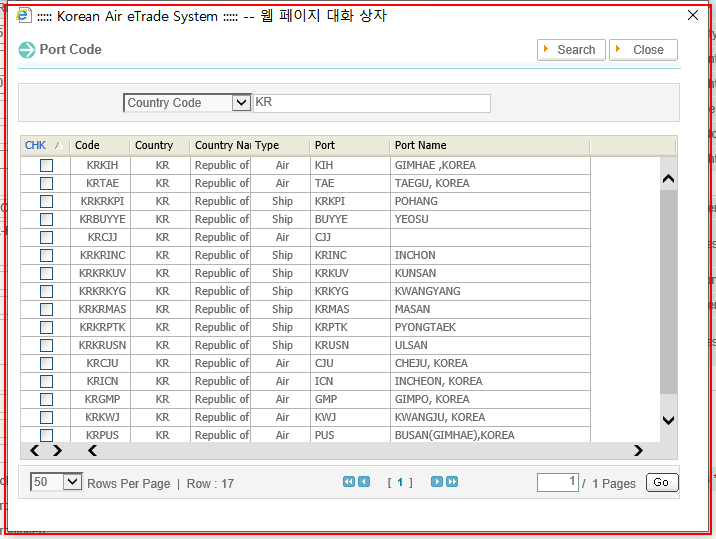 ::::: Korean Air eTrade System ::::: -- 웹 페이지 대화 상자
Port Code
Search
Close
Country Code KR
CHK Code Country Country Na Type Port Port Name
KRKIH KR Republic of Air KIH GIMHAE ,KOREA
KRTAE KR Republic of Air TAE TAEGU, KOREA
KRKRKPI KR Republic of Ship KRKPI POHANG
KRBUYYE KR Republic of Ship BUYYE YEOSU
KRCJJ KR Republic of Air CJJ
KRKRINC KR Republic of Ship KRINC INCHON
KRKRKUV KR Republic of Ship KRKUV KUNSAN
KRKRKYG KR Republic of Ship KRKYG KWANGYANG
KRKRMAS KR Republic of Ship KRMAS MASAN
KRKRPTK KR Republic of Ship KRPTK PYONGTAEK
KRKRUSN KR Republic of Ship KRUSN ULSAN
KRCJU KR Republic of Air CJU CHEJU, KOREA
KRICN KR Republic of Air ICN INCHEON, KOREA
KRGMP KR Republic of Air GMP GIMPO, KOREA
KRKWJ KR Republic of Air KWJ KWANGJU, KOREA
KRPUS KR Republic of Air PUS BUSAN(GIMHAE),KOREA
50 Rows Per Page | Row : 17 [ 1 ] 1 / 1 Pages Go